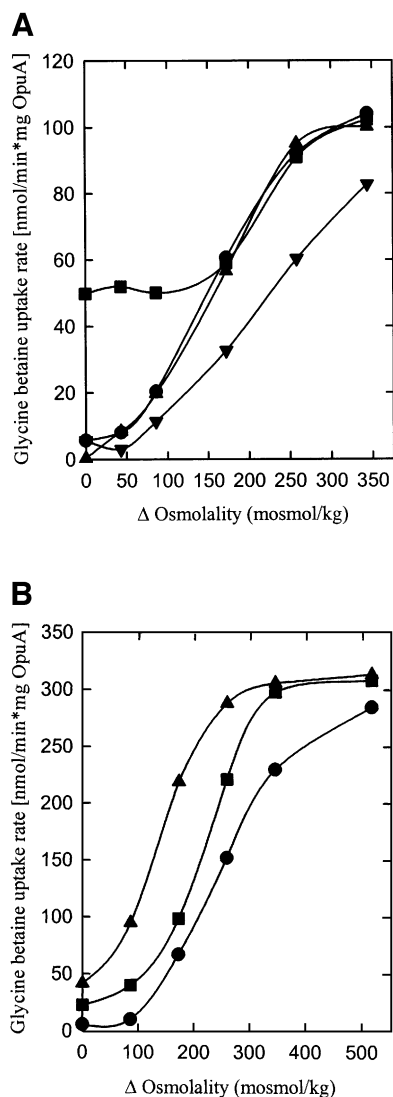 A
Glycine betaine uptake rate [nmol/min*mg OpuA]
120
100
80
60
40
20
0
0 50 100 150 200 250 300 350
Δ Osmolality (mosmol/kg)
B
Glycine betaine uptake rate [nmol/min*mg OpuA]
350
300
250
200
150
100
50
0
0 100 200 300 400 500
Δ Osmolality (mosmol/kg)